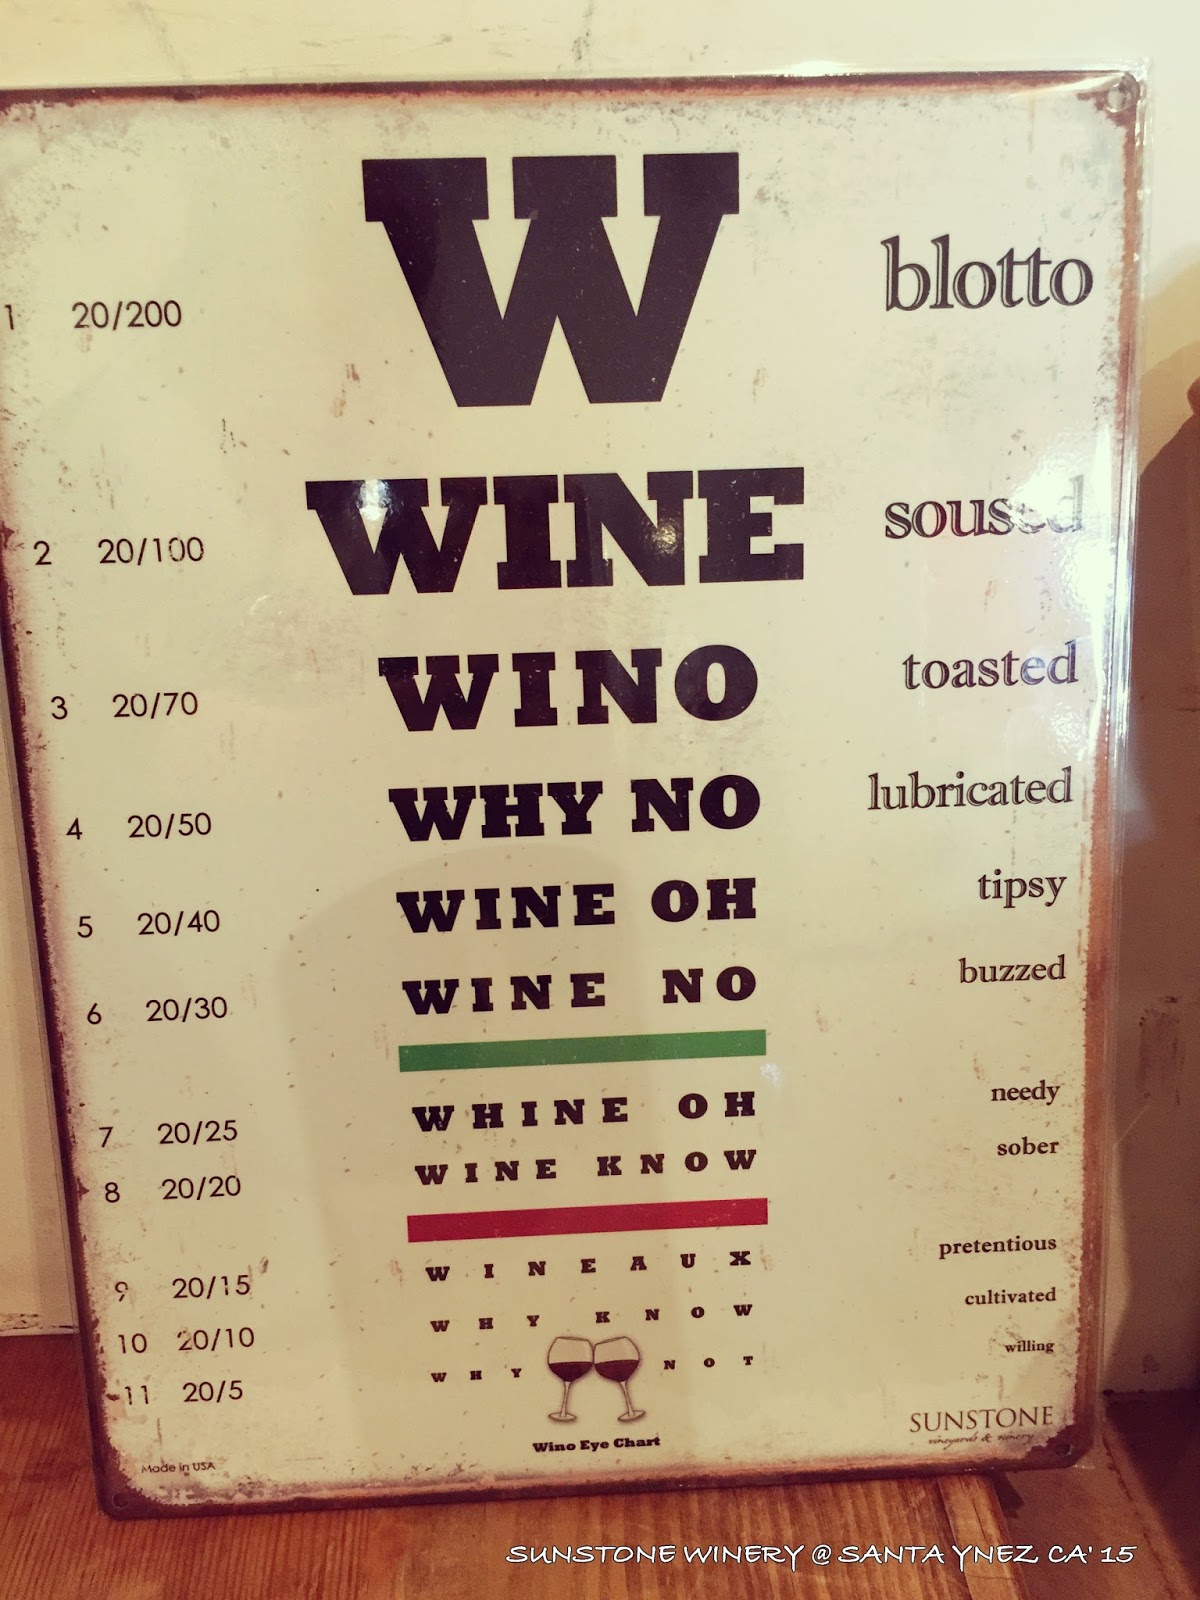 1 20/200 W blotto
2 20/100 WINE soused
3 20/70 WINO toasted
4 20/50 WHY NO lubricated
5 20/40 WINE OH tipsy
6 20/30 WINE NO buzzed
7 20/25 WHINE OH needy
8 20/20 WINE KNOW sober
9 20/15 WINEAUX pretentious
10 20/10 WHY KNOW cultivated
11 20/5 WHY NOT willing
SUNSTONE
vineyards & winery
Wino Eye Chart
Made in USA
SUNSTONE WINERY @ SANTA YNEZ CA' 15